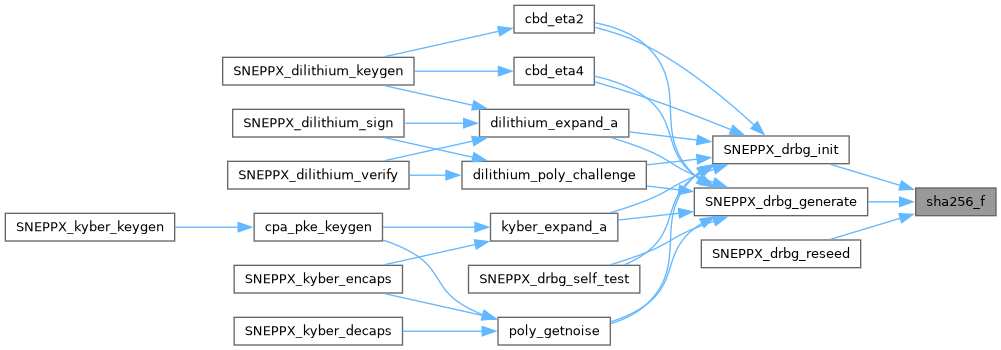 cbd_eta2
SNEPPX_dilithium_keygen
cbd_eta4
SNEPPX_dilithium_sign
dilithium_expand_a
SNEPPX_drbg_init
SNEPPX_dilithium_verify
dilithium_poly_challenge
SNEPPX_drbg_generate
sha256_f
SNEPPX_kyber_keygen
cpa_pke_keygen
kyber_expand_a
SNEPPX_drbg_reseed
SNEPPX_kyber_encaps
SNEPPX_drbg_self_test
SNEPPX_kyber_decaps
poly_getnoise